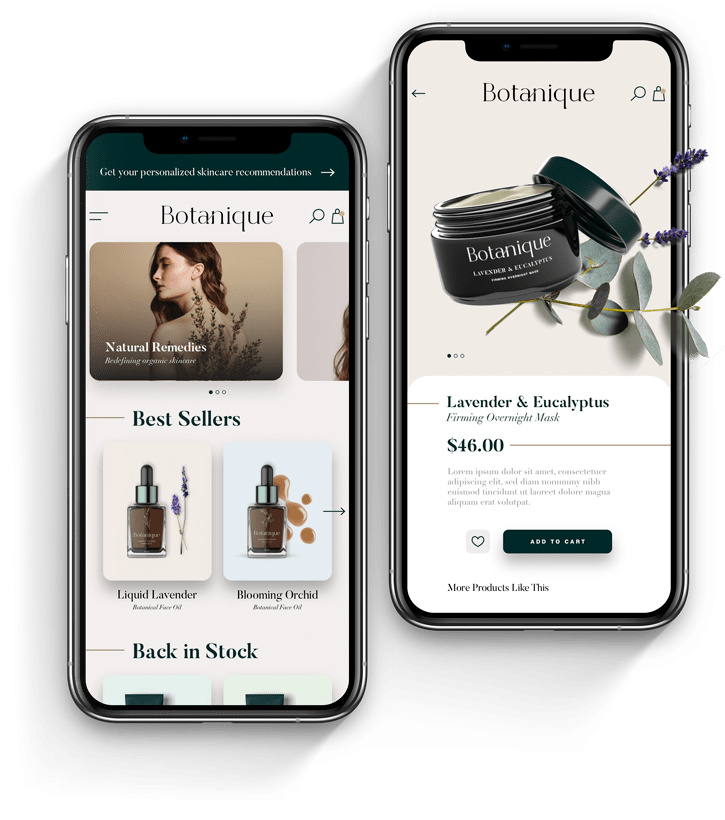 Get your personalized skincare recommendations
Botanique
Natural Remedies
Redefining organic skincare
Best Sellers
Botanique
Botanique
Liquid Lavender
Botanical Face Oil
Blooming Orchid
Botanical Face Oil
Back in Stock
Botanique
Botanique
LAVENDER & EUCALYPTUS
FIRMING OVERNIGHT MASK
Lavender & Eucalyptus
Firming Overnight Mask
$46.00
Lorem ipsum dolor sit amet, consectetuer
adipiscing elit, sed diam nonummy nibh
euismod tincidunt ut laoreet dolore magna
aliquam erat volutpat.
ADD TO CART
More Products Like This